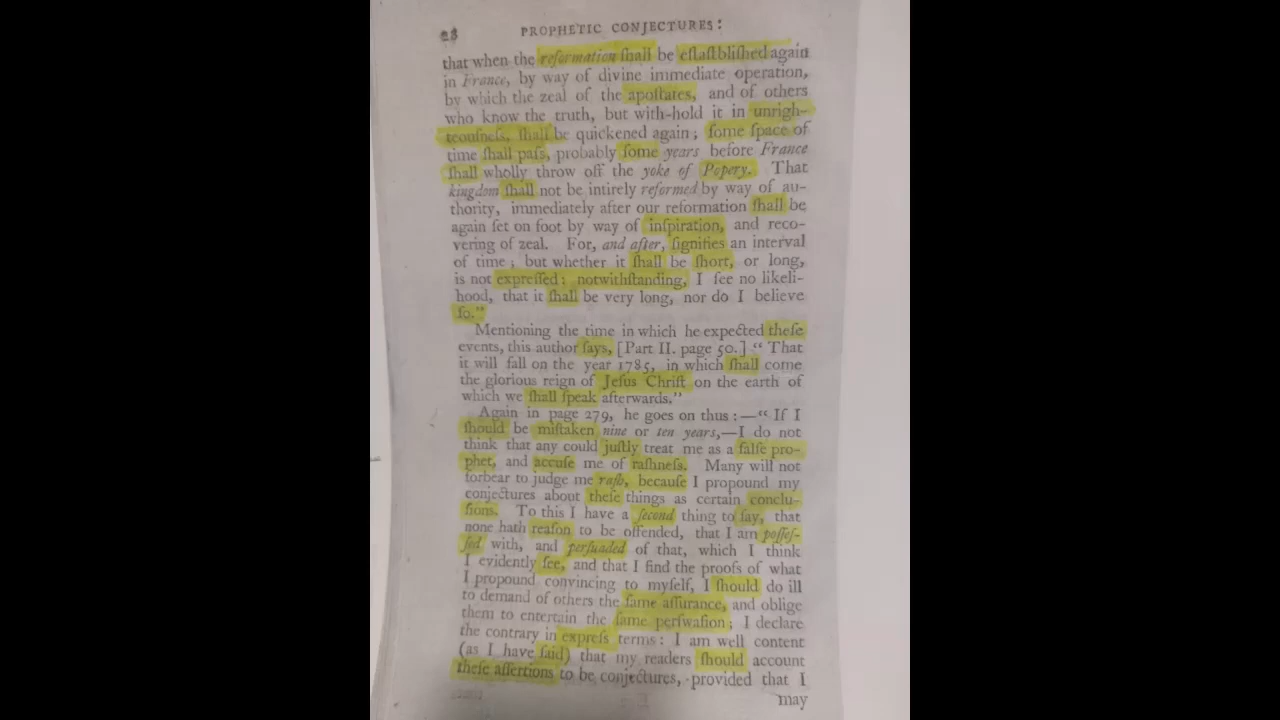 28 PROPHETIC CONJECTURES:
that when the reformation ſhall be eſtaſbliſhed again
in France, by way of divine immediate operation,
by which the zeal of the apoſtates, and of others
who know the truth, but with-hold it in unrigh-
teouſneſs, ſhall be quickened again; ſome ſpace of
time ſhall paſs, probably ſome years before France
ſhall wholly throw off the yoke of Popery. That
kingdom ſhall not be intirely reformed by way of au-
thority, immediately after our reformation ſhall be
again ſet on foot by way of inſpiration, and reco-
vering of zeal. For, and after, ſignifies an interval
of time; but whether it ſhall be ſhort, or long,
is not expreſſed: notwithſtanding, I ſee no likeli-
hood, that it ſhall be very long, nor do I believe
ſo."
Mentioning the time in which he expected theſe
events, this author ſays, [Part II. page 50.] "That
it will fall on the year 1785, in which ſhall come
the glorious reign of Jeſus Chriſt on the earth of
which we ſhall ſpeak afterwards."
Again in page 279, he goes on thus:—"If I
ſhould be miſtaken nine or ten years,—I do not
think that any could juſtly treat me as a falſe pro-
phet, and accuſe me of raſhneſs. Many will not
forbear to judge me raſh, becauſe I propound my
conjectures about theſe things as certain conclu-
ſions. To this I have a ſecond thing to ſay, that
none hath reaſon to be offended, that I am poſſeſ-
ſed with, and perſuaded of that, which I think
I evidently ſee, and that I find the proofs of what
I propound convincing to myſelf, I ſhould do ill
to demand of others the ſame aſſurance, and oblige
them to entertain the ſame perſwaſion; I declare
the contrary in expreſs terms: I am well content
(as I have ſaid) that my readers ſhould account
theſe aſſertions to be conjectures, provided that I
may